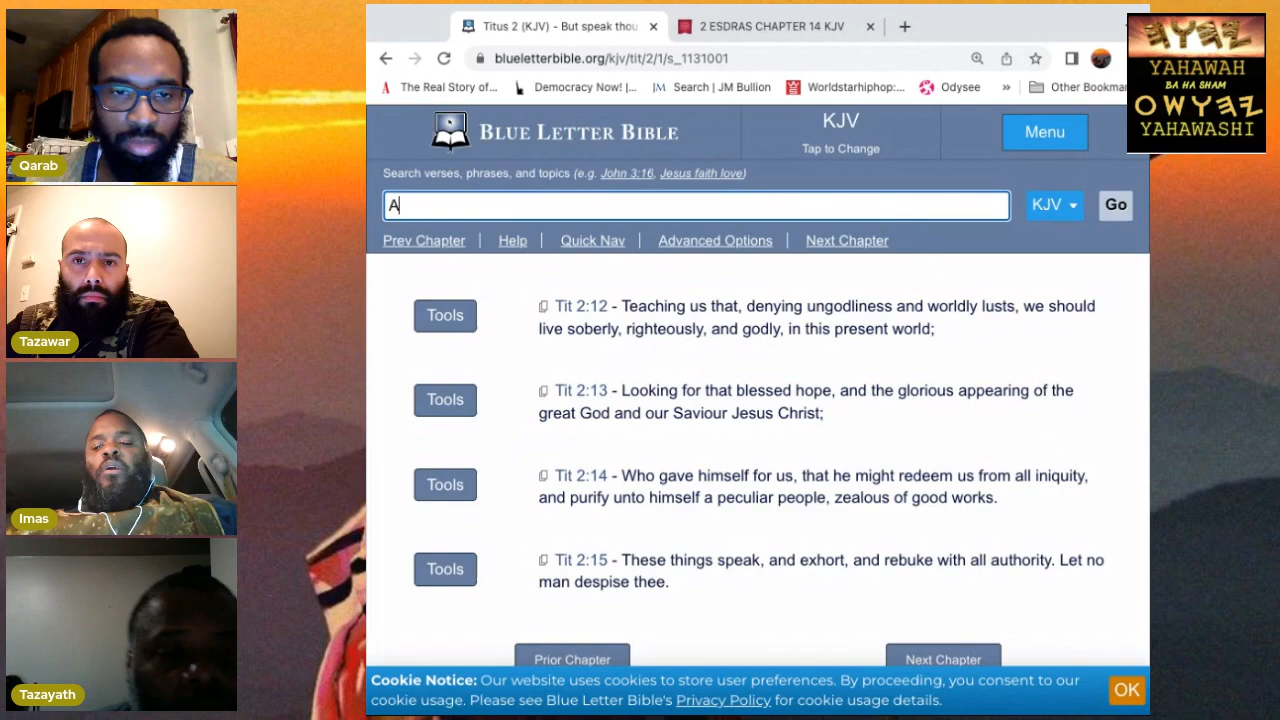 Qarab
Tazawar
Imas
Tazayath
Titus 2 (KJV) - But speak thou
2 ESDRAS CHAPTER 14 KJV
blueletterbible.org/kjv/tit/2/1/s_1131001
The Real Story of...
Democracy Now! |...
Search | JM Bullion
Worldstarhiphop:...
Odysee
»
Other Bookmar
BLUE LETTER BIBLE
KJV
Tap to Change
Menu
Search verses, phrases, and topics (e.g. John 3:16, Jesus faith love)
A
KJV
Go
Prev Chapter | Help | Quick Nav | Advanced Options | Next Chapter
Tools
Tit 2:12 - Teaching us that, denying ungodliness and worldly lusts, we should
live soberly, righteously, and godly, in this present world;
Tools
Tit 2:13 - Looking for that blessed hope, and the glorious appearing of the
great God and our Saviour Jesus Christ;
Tools
Tit 2:14 - Who gave himself for us, that he might redeem us from all iniquity,
and purify unto himself a peculiar people, zealous of good works.
Tools
Tit 2:15 - These things speak, and exhort, and rebuke with all authority. Let no
man despise thee.
Prior Chapter
Next Chapter
Cookie Notice: Our website uses cookies to store user preferences. By proceeding, you consent to our
cookie usage. Please see Blue Letter Bible's Privacy Policy for cookie usage details.
OK
YAHAWAH
BA HA SHAM
YAHAWASHI